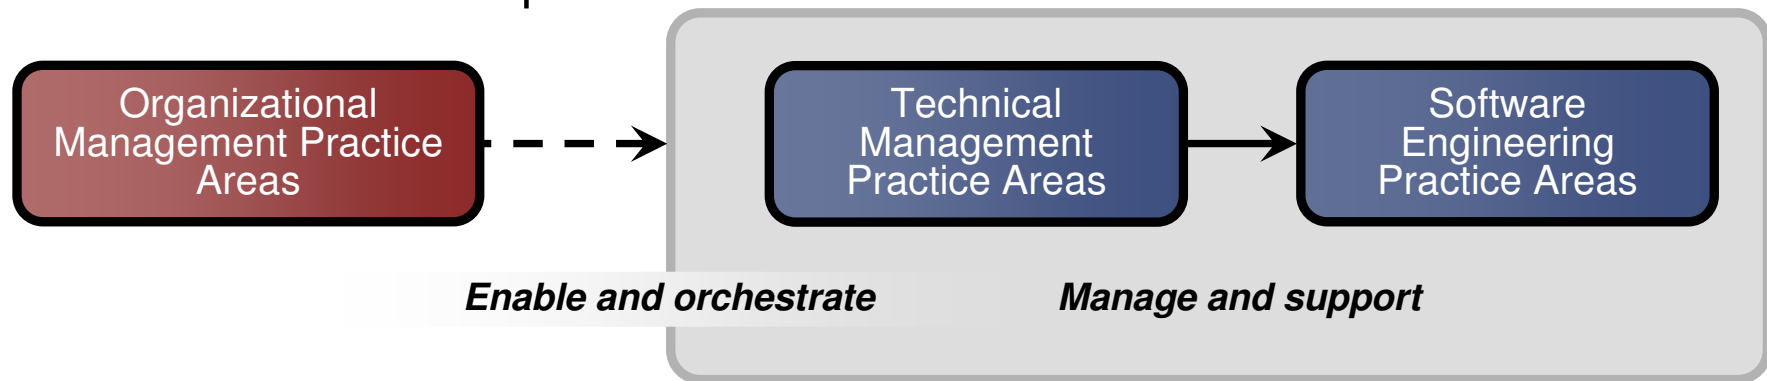 Organizational
Management Practice
Areas
Technical
Management
Practice Areas
Software
Engineering
Practice Areas
Enable and orchestrate
Manage and support